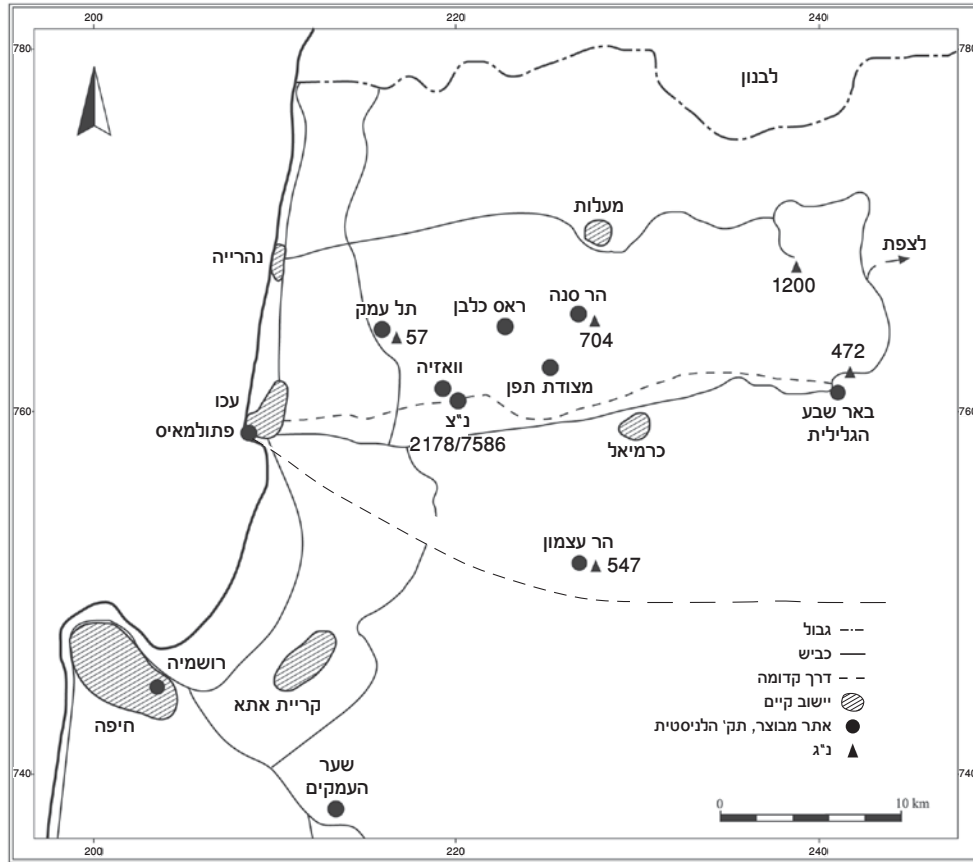 200
220
240
780
780
לבנון
מעלות
לצפת
נהרייה
1200
הר סנה
ראס כלבן
תל עמק
704
57
472
וואזיה
מצודת תפן
עכו
760
760
באר שבע
הגלילית
נ"צ
2178/7586
כרמיאל
פתולמאיס
הר עצמון
547
גבול
כביש
דרך קדומה
יישוב קיים
אתר מבוצר, תק' הלניסטית
נ"ג
רושמיה
קריית אתא
חיפה
שער
העמקים
740
740
0
10 km
200
220
240